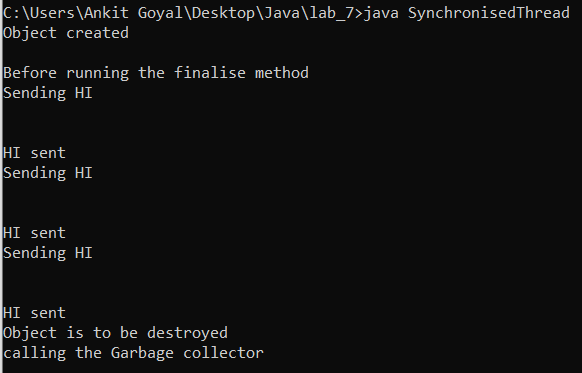 C:\Users\Ankit Goyal\Desktop\Java\lab_7>java SynchronisedThread
Object created
Before running the finalise method
Sending HI
HI sent
Sending HI
HI sent
Sending HI
HI sent
Object is to be destroyed
calling the Garbage collector